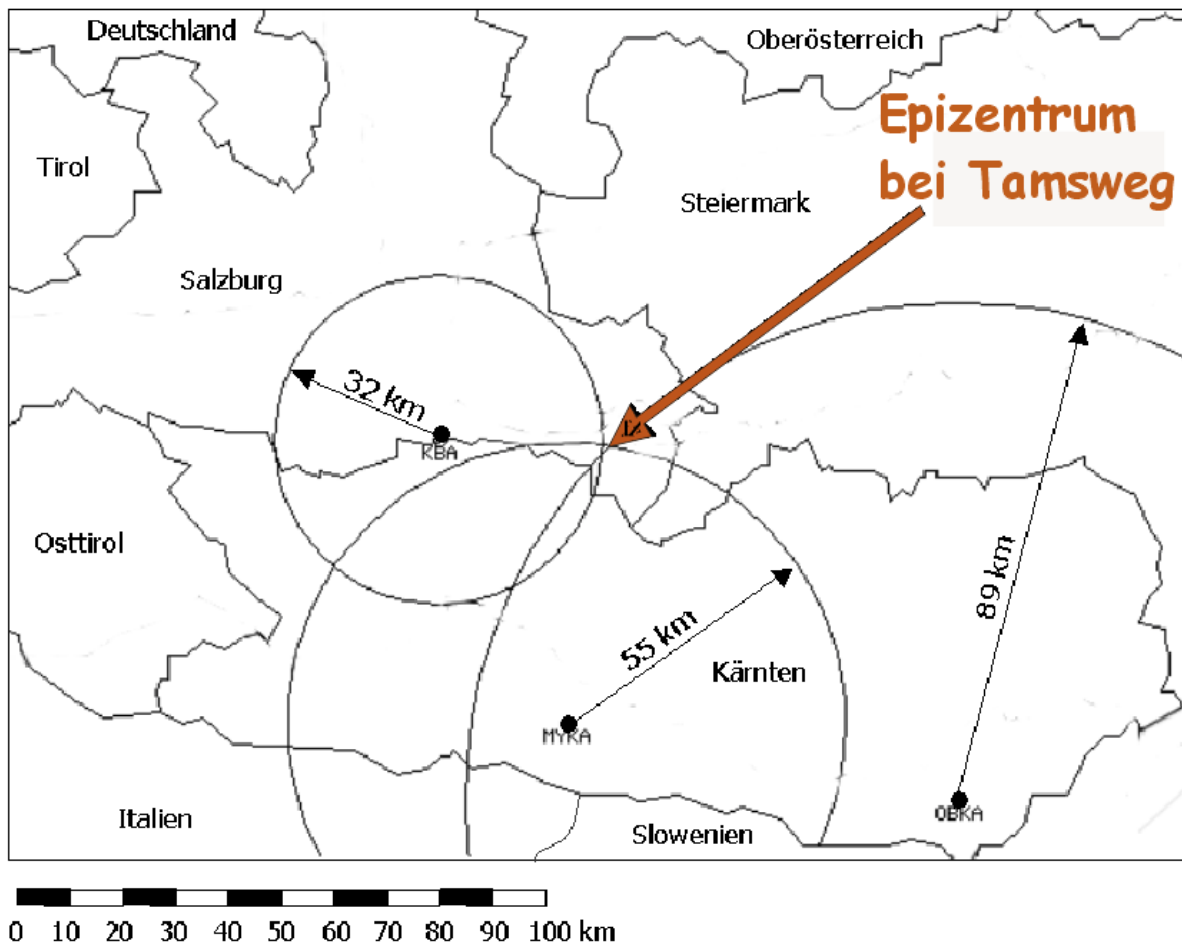 Deutschland
Oberösterreich
Epizentrum
bei Tamsweg
Tirol
Steiermark
Salzburg
32 km
KBA
Osttirol
89 km
55 km
Kärnten
MYKA
OBKA
Italien
Slowenien
0 10 20 30 40 50 60 70 80 90 100 km